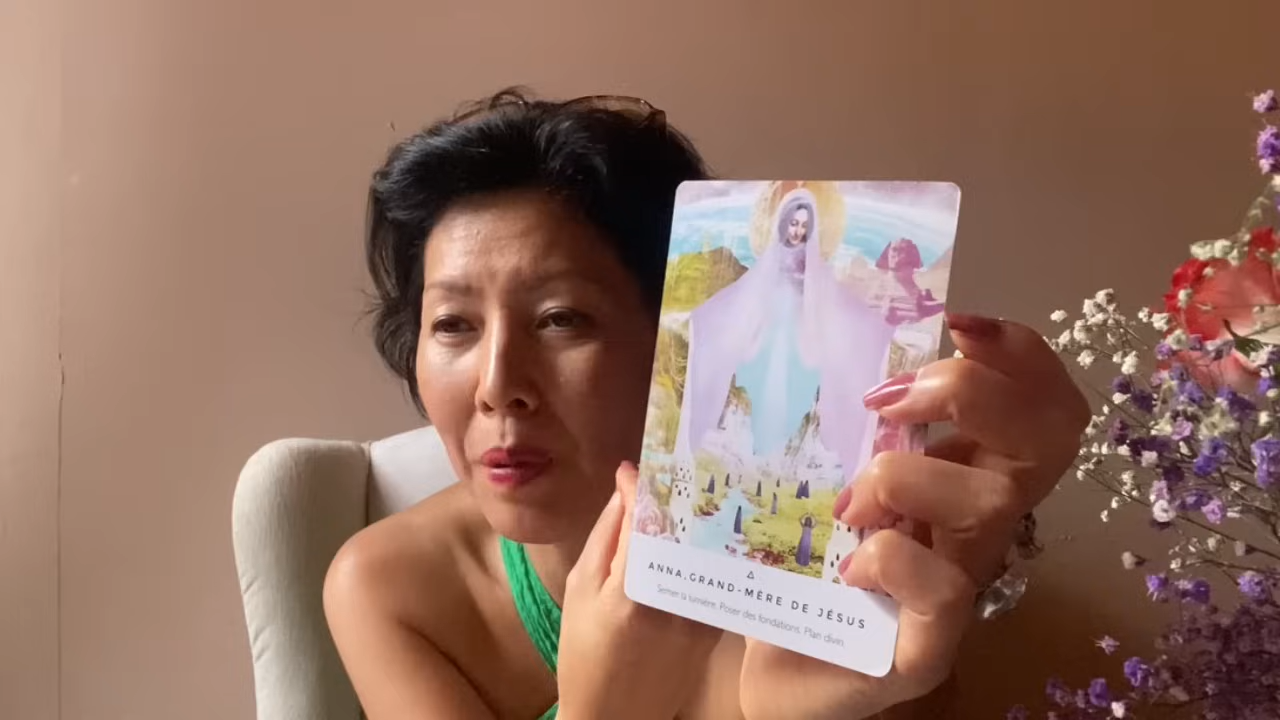 ANNA, GRAND-MÈRE DE JÉSUS
Semer la lumière. Poser des fondations. Plan divin.